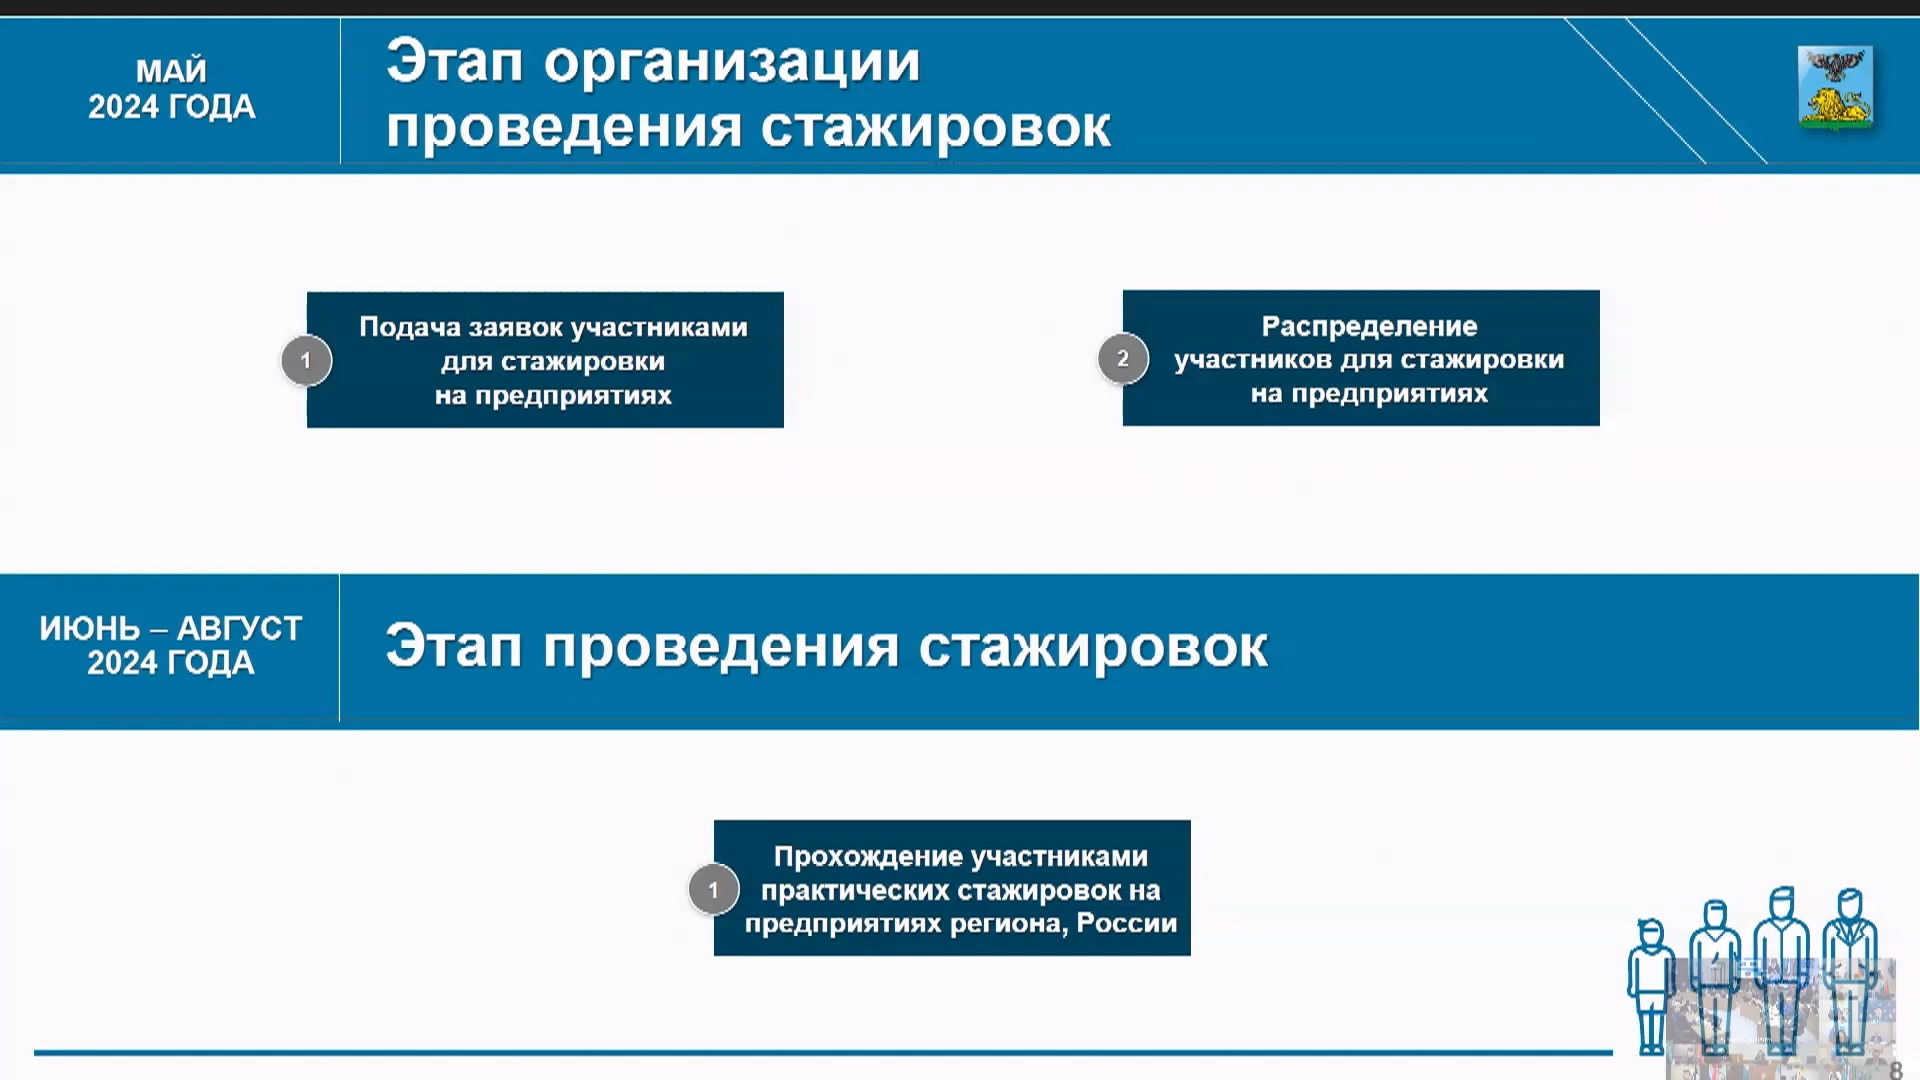 МАЙ
2024 ГОДА
Этап организации
проведения стажировок
1
Подача заявок участниками
для стажировки
на предприятиях
2
Распределение
участников для стажировки
на предприятиях
ИЮНЬ – АВГУСТ
2024 ГОДА
Этап проведения стажировок
1
Прохождение участниками
практических стажировок на
предприятиях региона, России
8